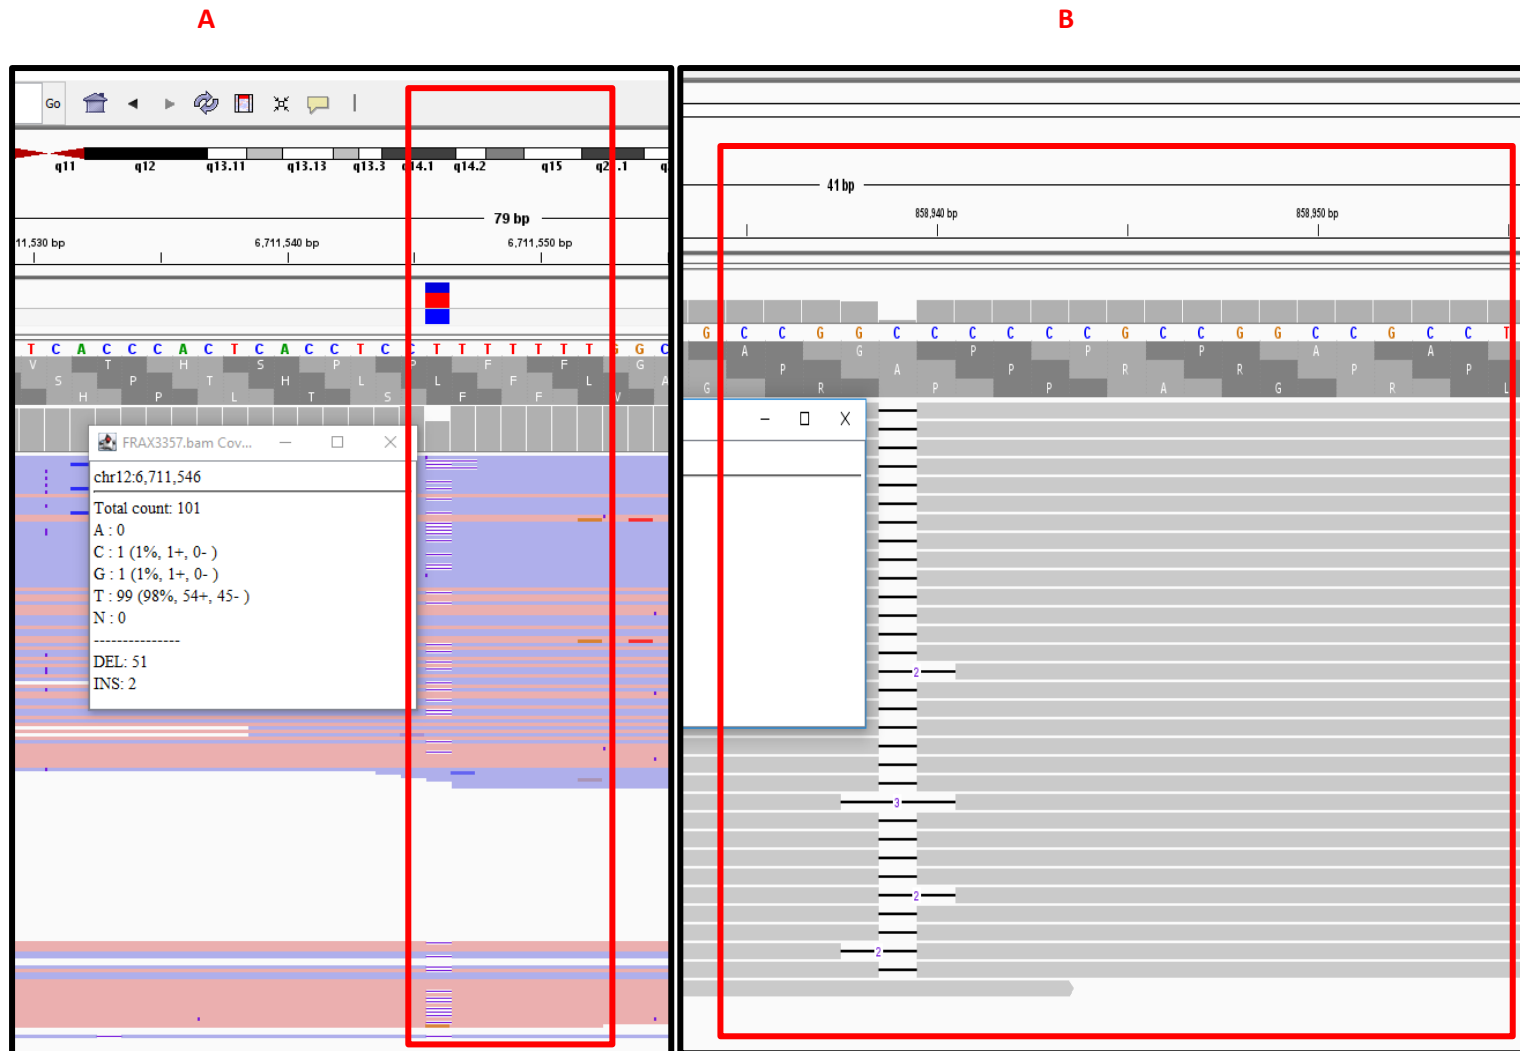 A
B
Go
q11 q12 q13.11 q13.13 q13.3 q14.1 q14.2 q15
79 bp
11,530 bp 6,711,540 bp 6,711,550 bp
T C A C C C A C T C A C C T C C T T T T T T T G G C
V T H S P P F F G
S P T H L L F L A
H P L T S F F V
FRAX3357.bam Cov...
chr12:6,711,546
Total count: 101
A : 0
C : 1 (1%, 1+, 0- )
G : 1 (1%, 1+, 0- )
T : 99 (98%, 54+, 45- )
N : 0
---------------
DEL: 51
INS: 2
41 bp
858,940 bp 858,950 bp
G C C G G C C C C C G C C G G C C G C C T
A G P P P A A
P A P R R P P
G R P P A G R L
2
3
2
2